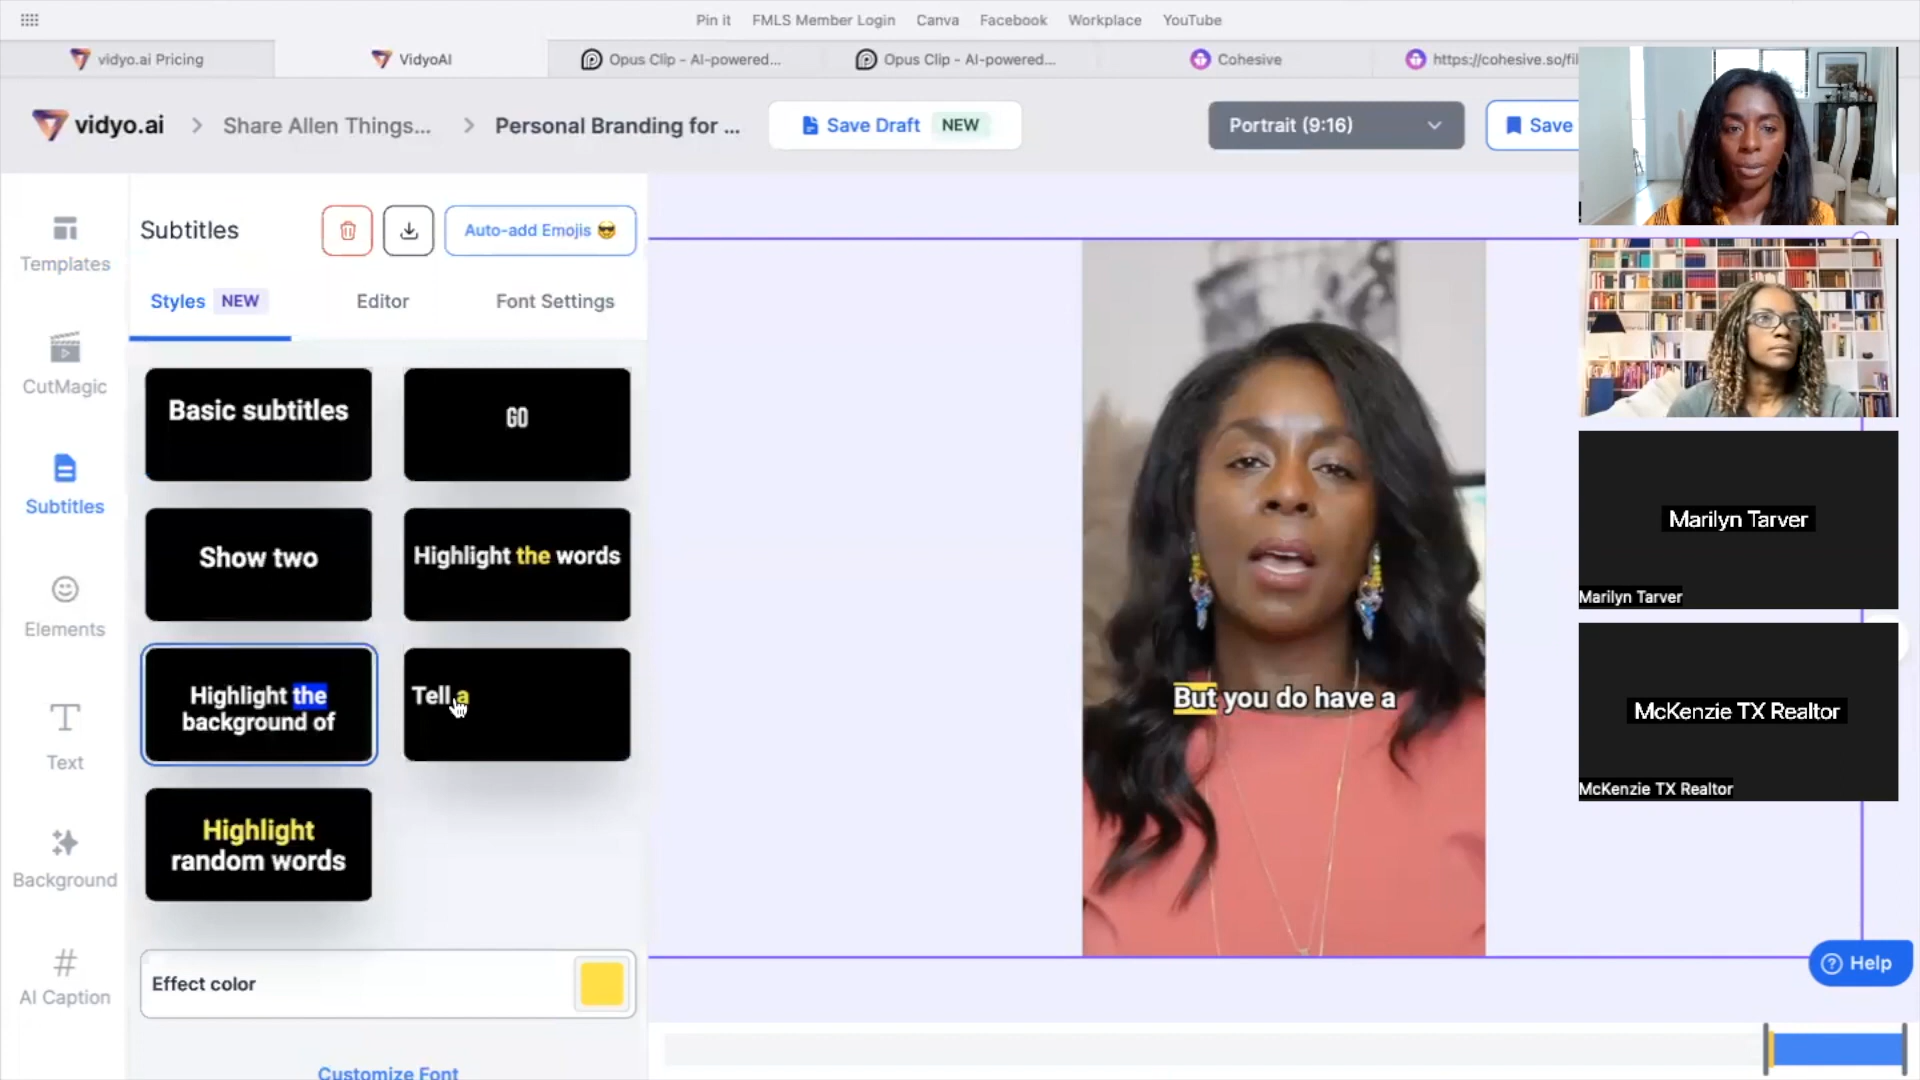 Pin it FMLS Member Login Canva Facebook Workplace YouTube
vidyo.ai Pricing VidyoAI Opus Clip - AI-powered... Opus Clip - AI-powered... Cohesive https://cohesive.so/fil
vidyo.ai > Share Allen Things... > Personal Branding for ... Save Draft NEW Portrait (9:16) Save
Templates
CutMagic
Subtitles
Elements
Text
Background
AI Caption
Subtitles Auto-add Emojis 😎
Styles NEW Editor Font Settings
Basic subtitles
GO
Show two
Highlight the words
Highlight the
background of
Tell a
Highlight
random words
Effect color
Customize Font
But you do have a
Marilyn Tarver
Marilyn Tarver
McKenzie TX Realtor
McKenzie TX Realtor
Help